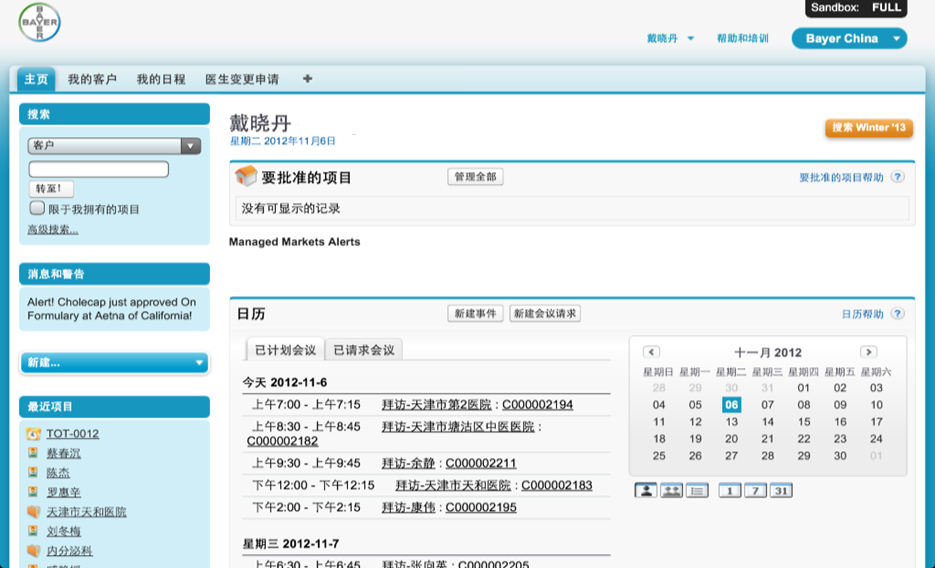 BAYER
BAYER
Sandbox: FULL
戴晓丹
帮助和培训
Bayer China
主页
我的客户
我的日程
医生变更申请
+
搜索
客户
转至!
限于我拥有的项目
高级搜索...
消息和警告
Alert! Cholecap just approved On
Formulary at Aetna of California!
新建...
最近项目
TOT-0012
蔡春沉
陈杰
罗惠辛
天津市天和医院
刘冬梅
内分泌科
戴晓丹
星期二 2012年11月6日
搜索 Winter '13
要批准的项目
管理全部
要批准的项目帮助 ?
没有可显示的记录
Managed Markets Alerts
日历
新建事件
新建会议请求
日历帮助 ?
已计划会议
已请求会议
今天 2012-11-6
上午7:00 - 上午7:15 拜访-天津市第2医院 : C000002194
上午8:30 - 上午8:45 拜访-天津市塘沽区中医医院 :
C000002182
上午9:30 - 上午9:45 拜访-余静 : C000002211
下午12:00 - 下午12:15 拜访-天津市天和医院 : C000002183
下午2:00 - 下午2:15 拜访-康伟 : C000002195
星期三 2012-11-7
上午6:30 - 上午6:45 拜访-张向英 : C000002205
十一月 2012
星期日 星期一 星期二 星期三 星期四 星期五 星期六
28 29 30 31 01 02 03
04 05 06 07 08 09 10
11 12 13 14 15 16 17
18 19 20 21 22 23 24
25 26 27 28 29 30 01
1 7 31